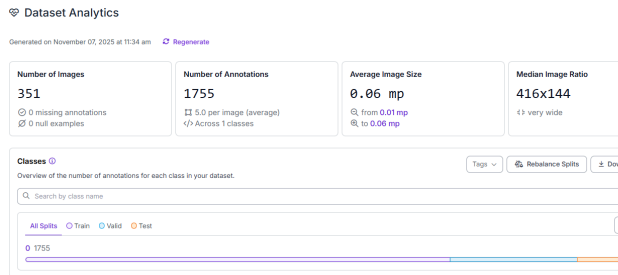 Dataset Analytics
Generated on November 07, 2025 at 11:34 am Regenerate
Number of Images
351
0 missing annotations
0 null examples
Number of Annotations
1755
5.0 per image (average)
Across 1 classes
Average Image Size
0.06 mp
from 0.01 mp
to 0.06 mp
Median Image Ratio
416x144
very wide
Classes
Tags
Rebalance Splits
Overview of the number of annotations for each class in your dataset.
Search by class name
All Splits Train Valid Test
0 1755